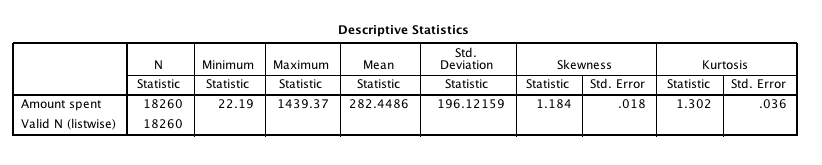 Descriptive Statistics
N Minimum Maximum Mean Std. Deviation Skewness Kurtosis
Statistic Statistic Statistic Statistic Statistic Statistic Std. Error Statistic Std. Error
Amount spent 18260 22.19 1439.37 282.4486 196.12159 1.184 .018 1.302 .036
Valid N (listwise) 18260